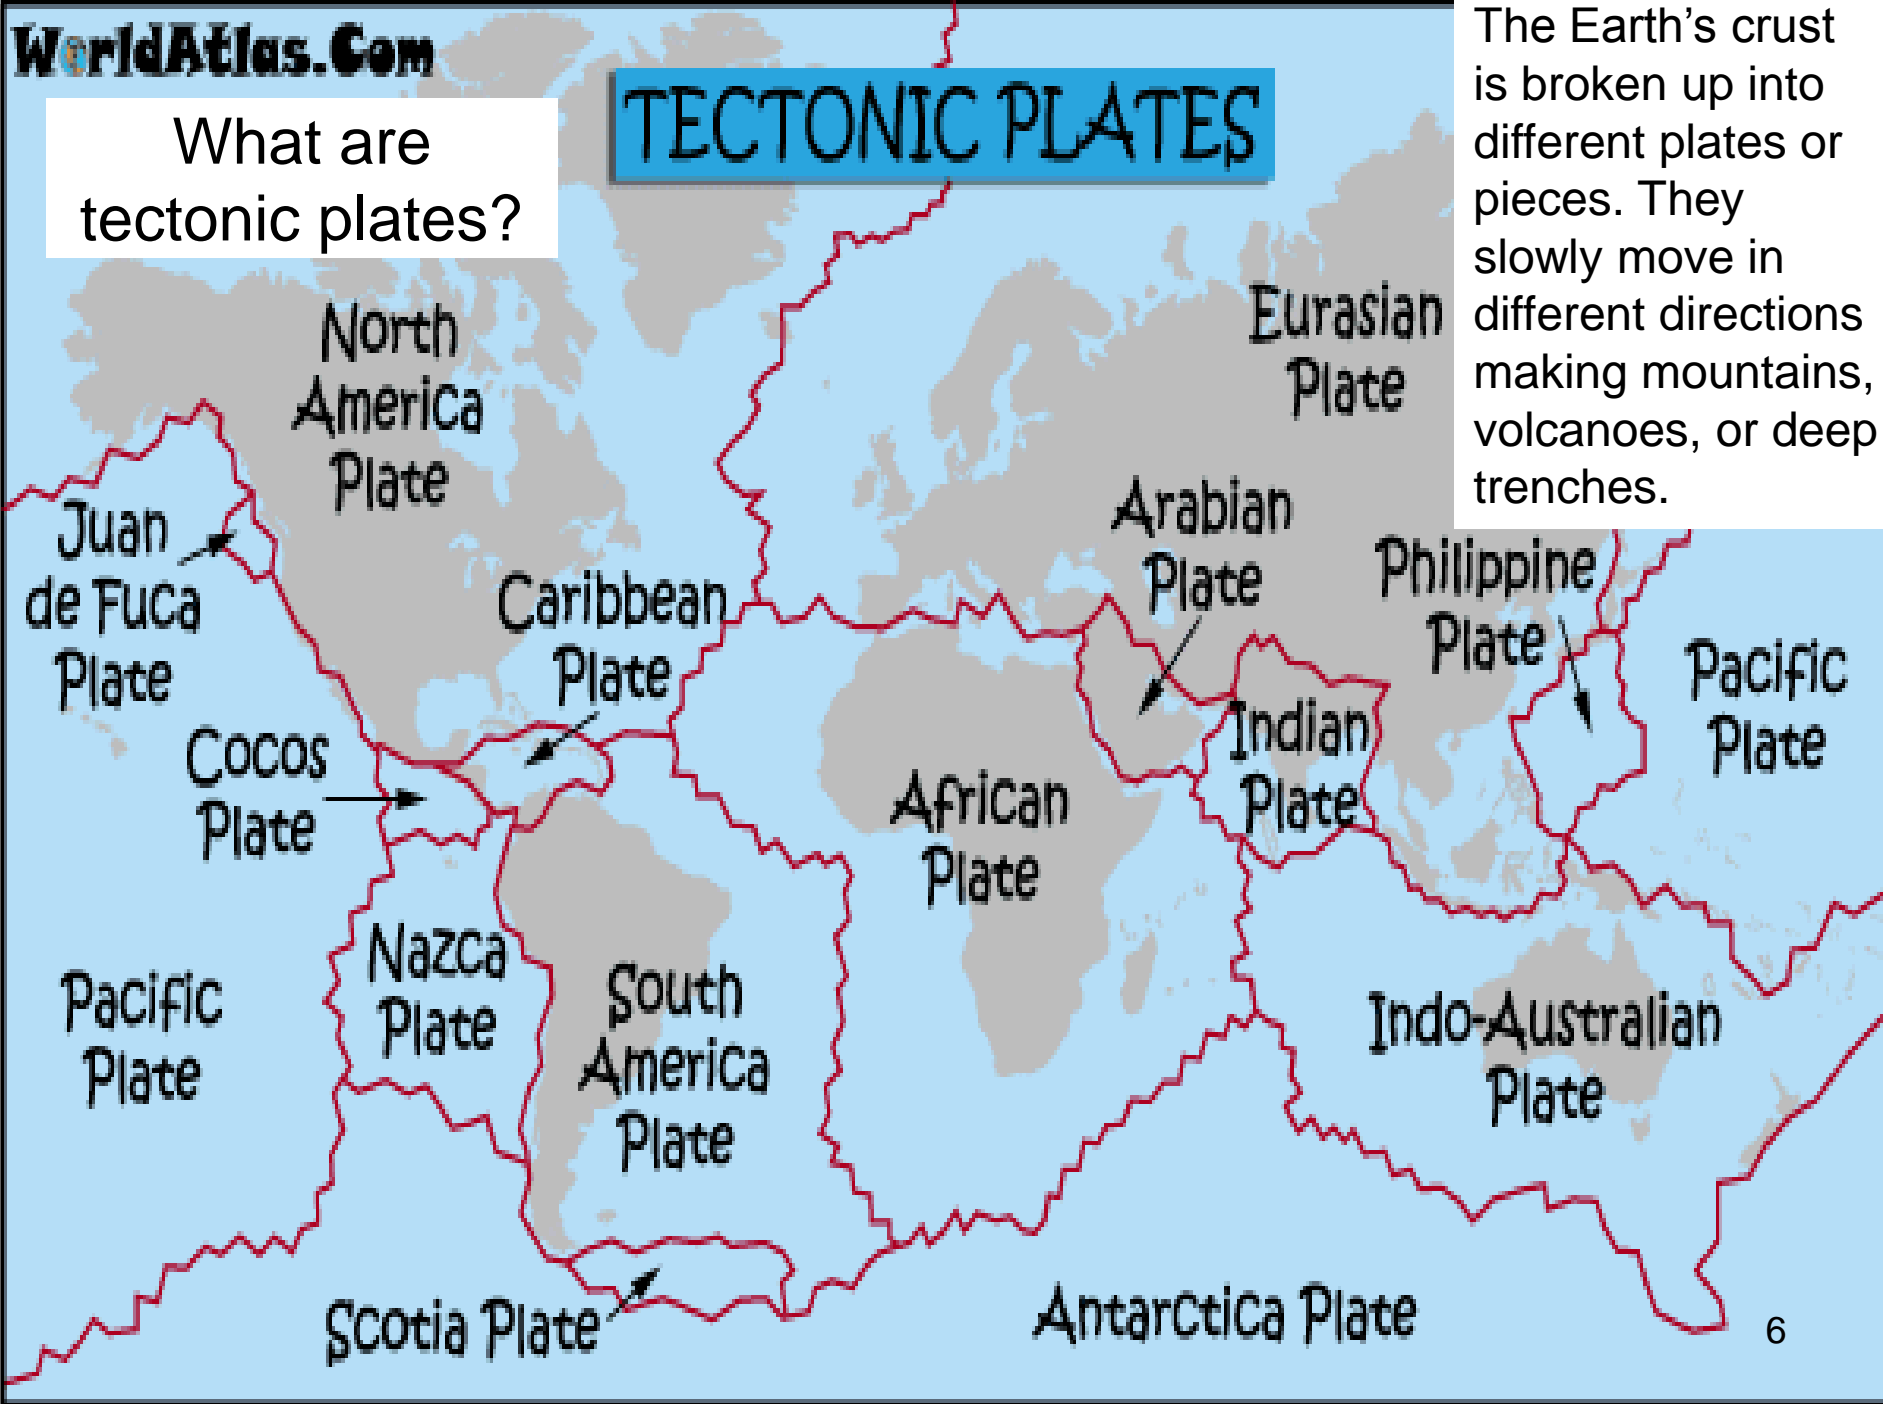 WorldAtlas.Com
What are
tectonic plates?
TECTONIC PLATES
The Earth’s crust
is broken up into
different plates or
pieces. They
slowly move in
different directions
making mountains,
volcanoes, or deep
trenches.
North
America
Plate
Eurasian
Plate
Juan
de Fuca
Plate
Caribbean
Plate
Arabian
Plate
Philippine
Plate
Pacific
Plate
Cocos
Plate
African
Plate
Indian
Plate
Nazca
Plate
Pacific
Plate
South
America
Plate
Indo-Australian
Plate
Scotia Plate
Antarctica Plate
6